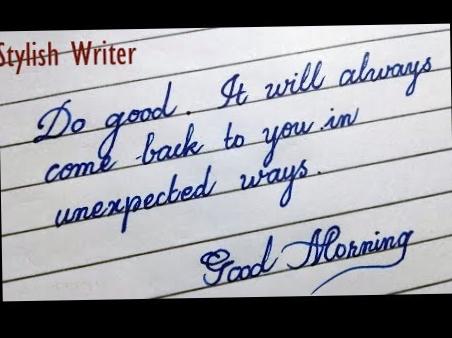 Stylish Writer
Do good. It will always
come back to you in
unexpected ways.
Good Morning